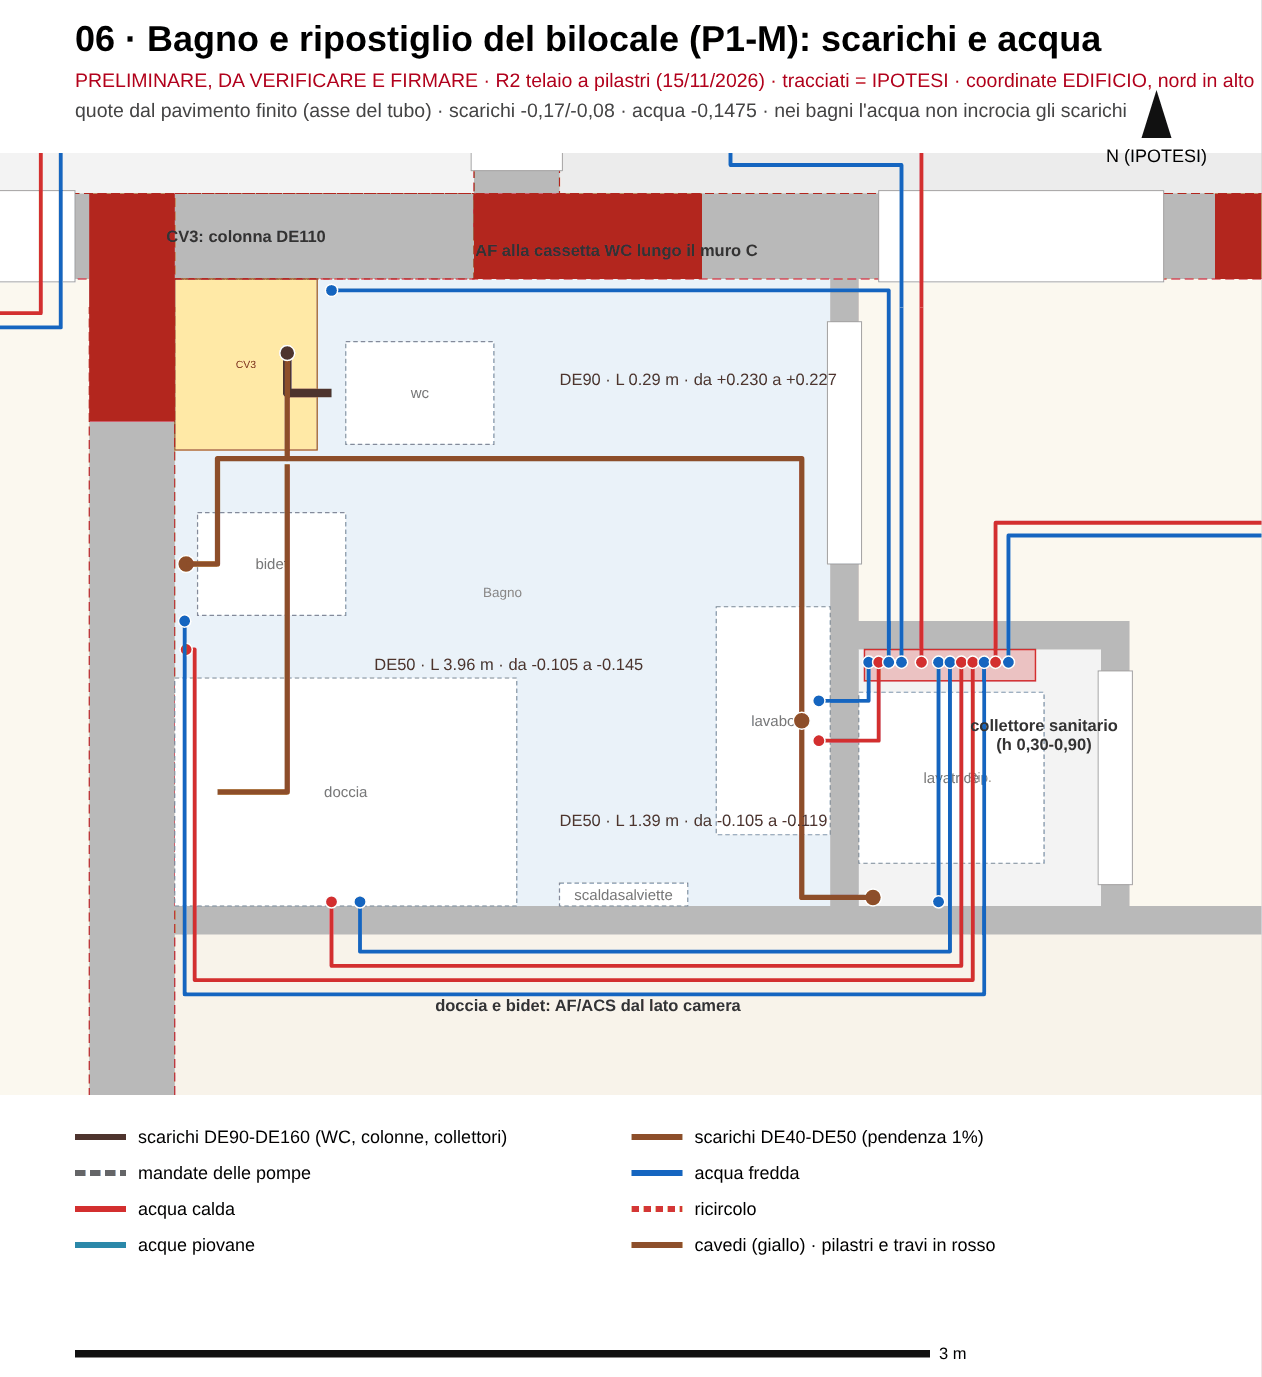 06 · Bagno e ripostiglio del bilocale (P1-M): scarichi e acqua
PRELIMINARE, DA VERIFICARE E FIRMARE · R2 telaio a pilastri (15/11/2026) · tracciati = IPOTESI · coordinate EDIFICIO, nord in alto
quote dal pavimento finito (asse del tubo) · scarichi -0,17/-0,08 · acqua -0,1475 · nei bagni l'acqua non incrocia gli scarichi
N (IPOTESI)
CV3: colonna DE110
AF alla cassetta WC lungo il muro C
CV3
DE90 · L 0.29 m · da +0.230 a +0.227
wc
bidet
Bagno
DE50 · L 3.96 m · da -0.105 a -0.145
lavabo
collettore sanitario
(h 0,30-0,90)
lavatrice
Rip.
doccia
DE50 · L 1.39 m · da -0.105 a -0.119
scaldasalviette
doccia e bidet: AF/ACS dal lato camera
scarichi DE90-DE160 (WC, colonne, collettori)
scarichi DE40-DE50 (pendenza 1%)
mandate delle pompe
acqua fredda
acqua calda
ricircolo
acque piovane
cavedi (giallo) · pilastri e travi in rosso
3 m